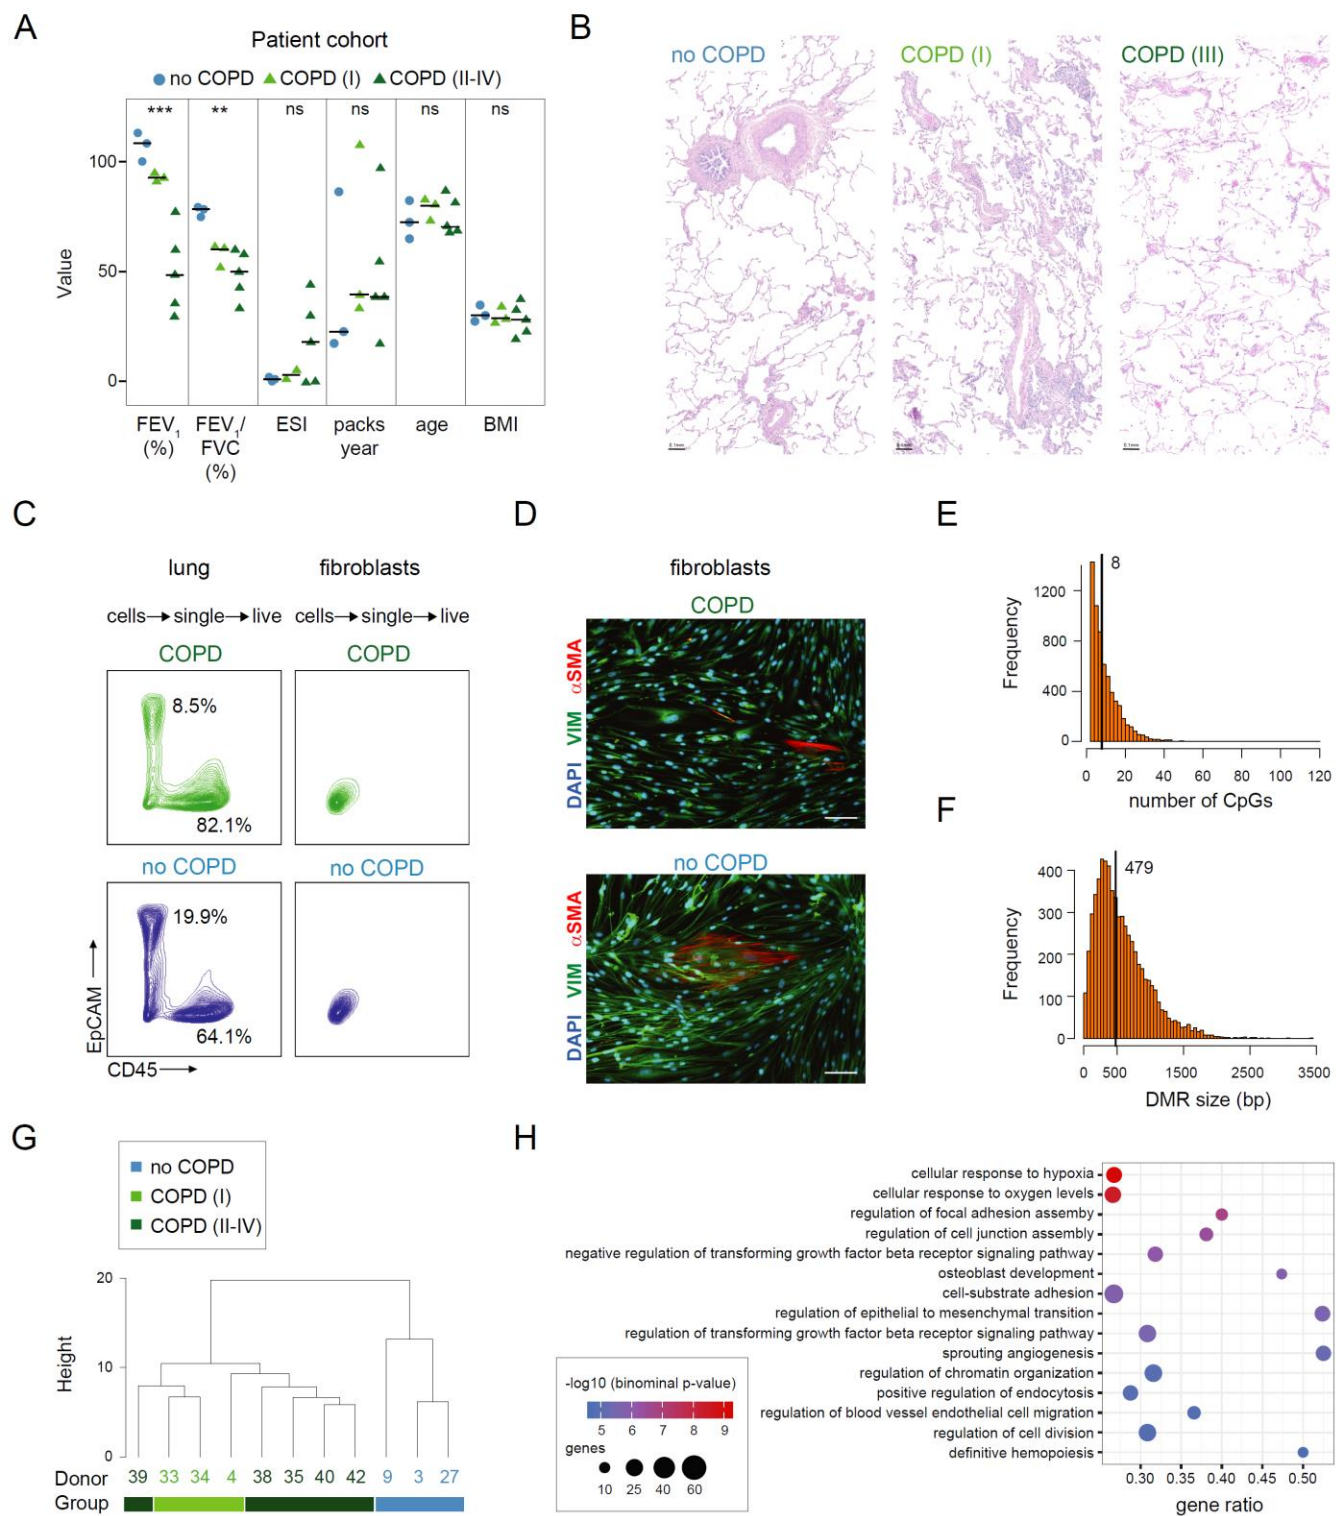 A
Patient cohort
no COPD COPD (I) COPD (II-IV)
*** ** ns ns ns ns
100
50
0
Value
FEV1 (%)
FEV1/ FVC (%)
ESI
packs year
age
BMI
B
no COPD
COPD (I)
COPD (III)
0.1mm
0.1mm
C
lung
fibroblasts
cells→single→live
cells→single→live
COPD
COPD
8.5%
82.1%
no COPD
no COPD
19.9%
64.1%
EpCAM
CD45
D
fibroblasts
COPD
DAPI VIM αSMA
no COPD
DAPI VIM αSMA
E
8
1200
800
400
0
Frequency
0 20 40 60 80 100 120
number of CpGs
F
479
400
300
200
100
0
Frequency
0 500 1500 2500 3500
DMR size (bp)
G
no COPD
COPD (I)
COPD (II-IV)
20
10
0
Height
Donor 39 33 34 4 38 35 40 42 9 3 27
Group
H
cellular response to hypoxia
cellular response to oxygen levels
regulation of focal adhesion assemby
regulation of cell junction assembly
negative regulation of transforming growth factor beta receptor signaling pathway
osteoblast development
cell-substrate adhesion
regulation of epithelial to mesenchymal transition
regulation of transforming growth factor beta receptor signaling pathway
sprouting angiogenesis
regulation of chromatin organization
positive regulation of endocytosis
regulation of blood vessel endothelial cell migration
regulation of cell division
definitive hemopoiesis
0.30 0.35 0.40 0.45 0.50
gene ratio
-log10 (binominal p-value)
5 6 7 8 9
genes
10 25 40 60